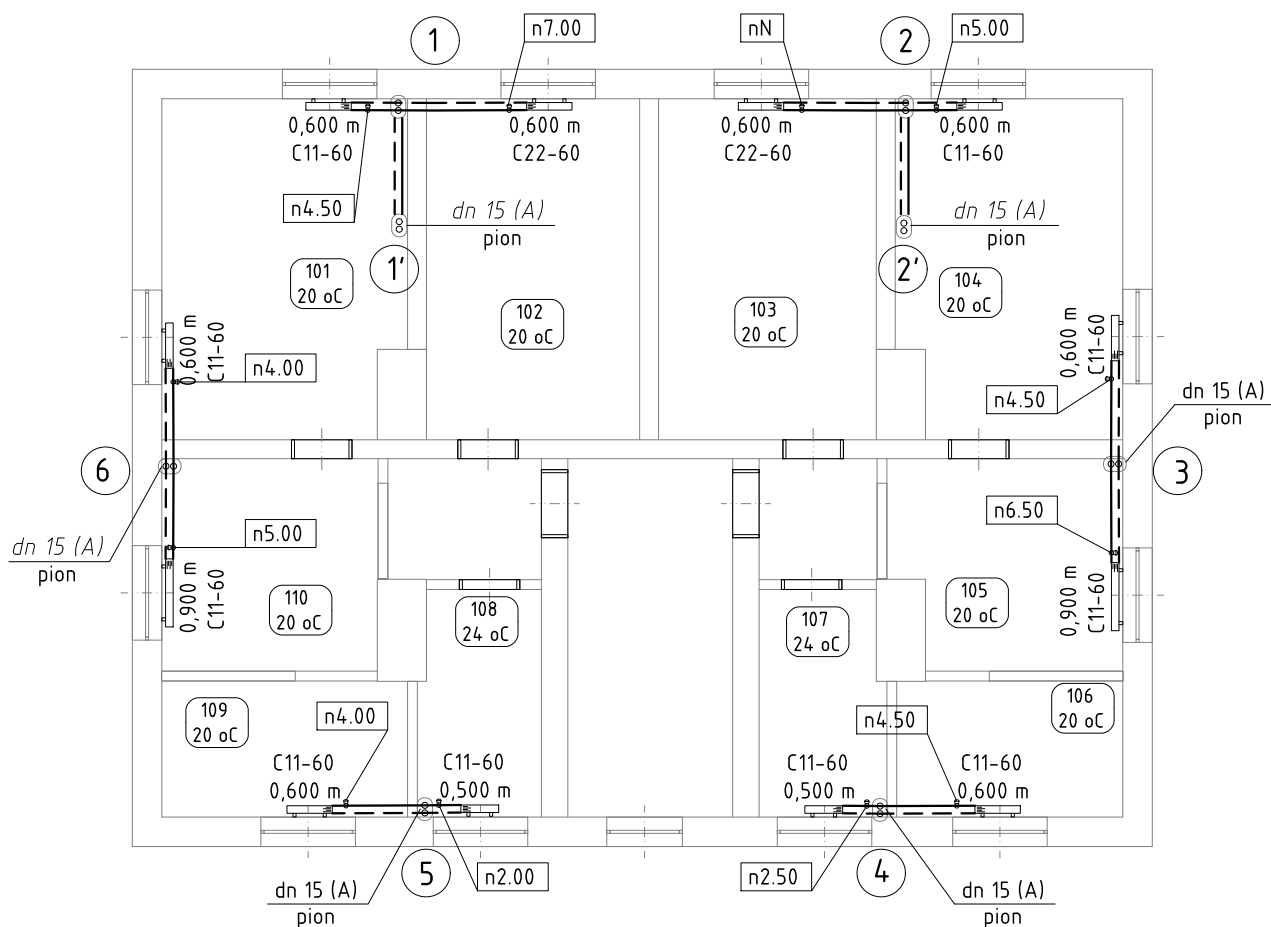 1
n7.00
nN
2
n5.00
0,600 m
C11-60
0,600 m
C22-60
0,600 m
C22-60
0,600 m
C11-60
n4.50
dn 15 (A)
pion
dn 15 (A)
pion
1'
2'
101
20 oC
102
20 oC
103
20 oC
104
20 oC
0,600 m
C11-60
n4.00
0,600 m
C11-60
n4.50
dn 15 (A)
pion
6
3
n5.00
n6.50
dn 15 (A)
pion
0,900 m
C11-60
110
20 oC
108
24 oC
107
24 oC
105
20 oC
0,900 m
C11-60
109
20 oC
n4.00
n4.50
106
20 oC
C11-60
0,600 m
C11-60
0,500 m
C11-60
0,500 m
C11-60
0,600 m
5
n2.00
n2.50
4
dn 15 (A)
pion
dn 15 (A)
pion